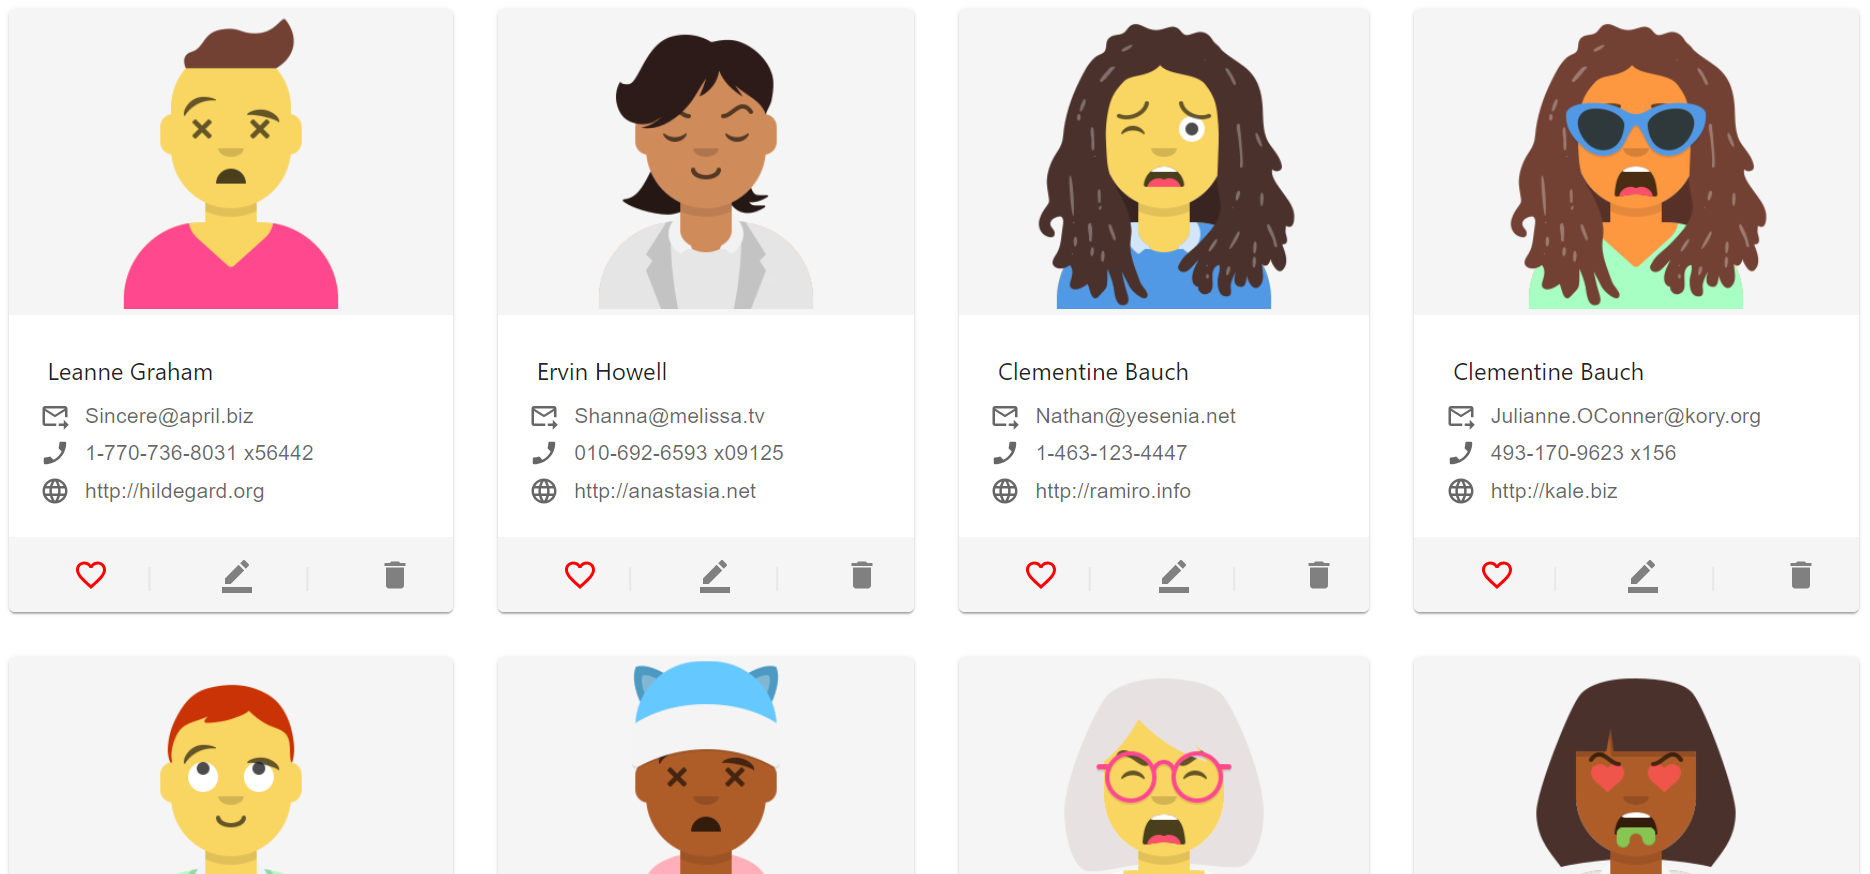 Leanne Graham
Sincere@april.biz
1-770-736-8031 x56442
http://hildegard.org
Ervin Howell
Shanna@melissa.tv
010-692-6593 x09125
http://anastasia.net
Clementine Bauch
Nathan@yesenia.net
1-463-123-4447
http://ramiro.info
Clementine Bauch
Julianne.OConner@kory.org
493-170-9623 x156
http://kale.biz